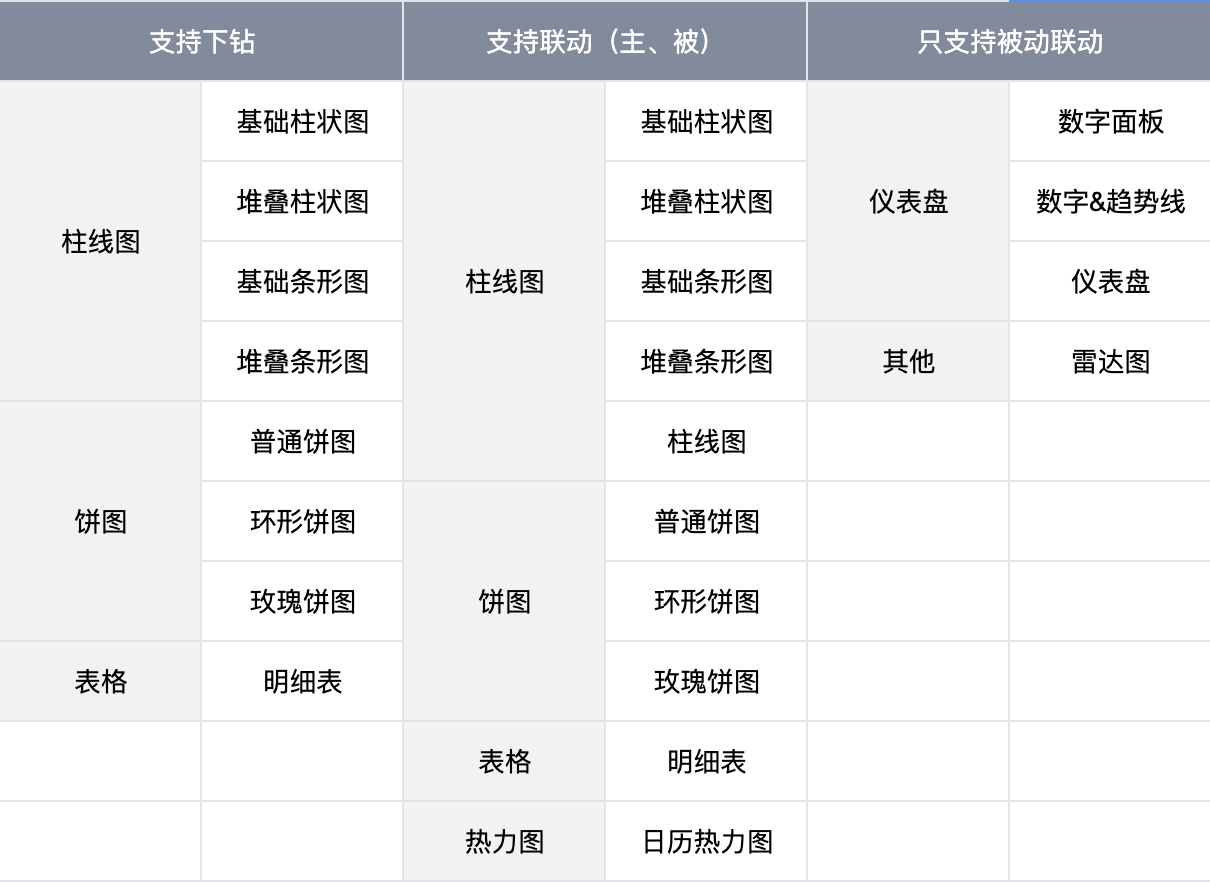 支持下钻 支持联动（主、被） 只支持被动联动
基础柱状图 基础柱状图 数字面板
堆叠柱状图 堆叠柱状图 仪表盘 数字&趋势线
柱线图
基础条形图 柱线图 基础条形图 仪表盘
堆叠条形图 堆叠条形图 其他 雷达图
普通饼图 柱线图
饼图 环形饼图 普通饼图
玫瑰饼图 饼图 环形饼图
表格 明细表 玫瑰饼图
表格 明细表
热力图 日历热力图